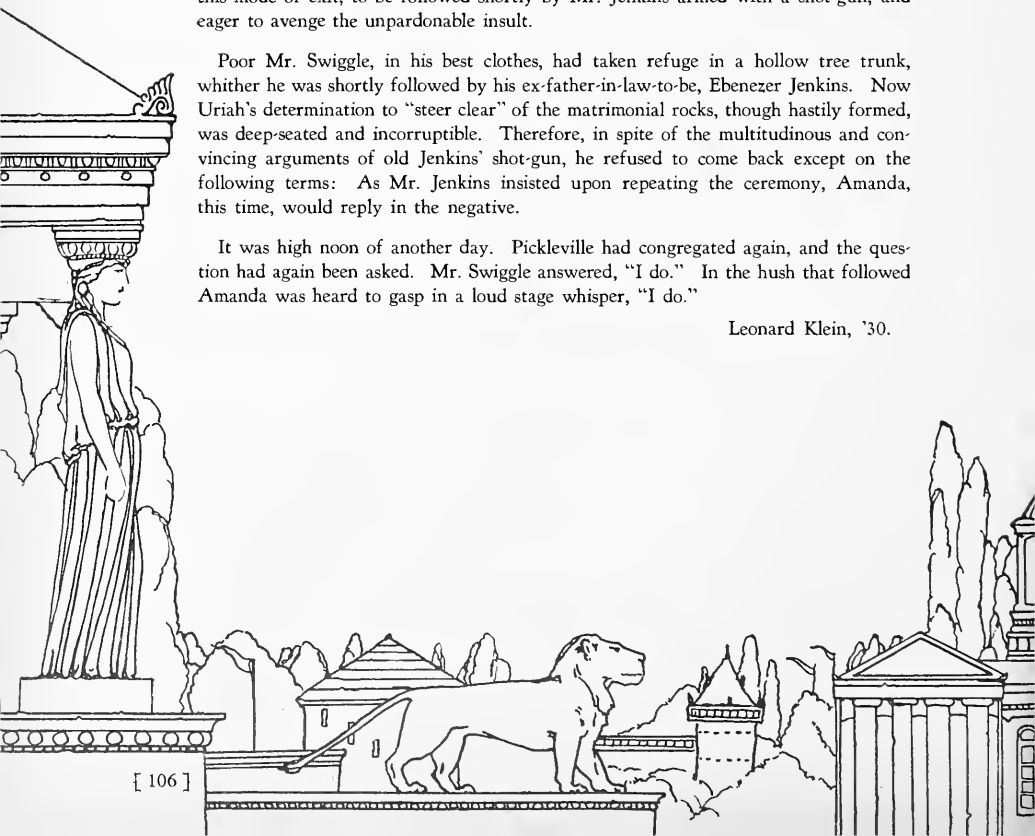 eager to avenge the unpardonable insult.
Poor Mr. Swiggle, in his best clothes, had taken refuge in a hollow tree trunk,
whither he was shortly followed by his ex-father-in-law-to-be, Ebenezer Jenkins. Now
Uriah's determination to "steer clear" of the matrimonial rocks, though hastily formed,
was deep-seated and incorruptible. Therefore, in spite of the multitudinous and con-
vincing arguments of old Jenkins' shot-gun, he refused to come back except on the
following terms: As Mr. Jenkins insisted upon repeating the ceremony, Amanda,
this time, would reply in the negative.
It was high noon of another day. Pickleville had congregated again, and the ques-
tion had again been asked. Mr. Swiggle answered, "I do." In the hush that followed
Amanda was heard to gasp in a loud stage whisper, "I do."
Leonard Klein, '30.
[ 106 ]